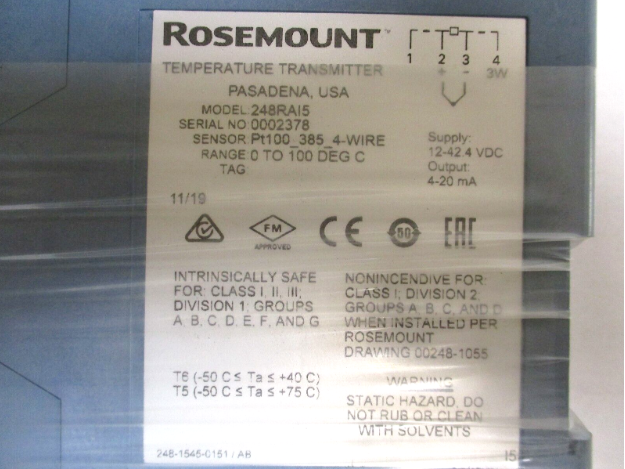 ROSEMOUNT
1 2 3 4
+ - 3W
TEMPERATURE TRANSMITTER
PASADENA, USA
MODEL:248RAI5
SERIAL NO:0002378
SENSOR:Pt100_385_4-WIRE
RANGE:0 TO 100 DEG C
TAG:
Supply:
12-42.4 VDC
Output:
4-20 mA
11/19
FM
APPROVED
CE
50
EAC
INTRINSICALLY SAFE
FOR: CLASS I, II, III;
DIVISION 1; GROUPS
A, B, C, D, E, F, AND G
T6 (-50 C ≤ Ta ≤ +40 C)
T5 (-50 C ≤ Ta ≤ +75 C)
248-1545-0151 / AB
NONINCENDIVE FOR:
CLASS I; DIVISION 2;
GROUPS A, B, C, AND D
WHEN INSTALLED PER
ROSEMOUNT
DRAWING 00248-1055
WARNING
STATIC HAZARD, DO
NOT RUB OR CLEAN
WITH SOLVENTS
I5